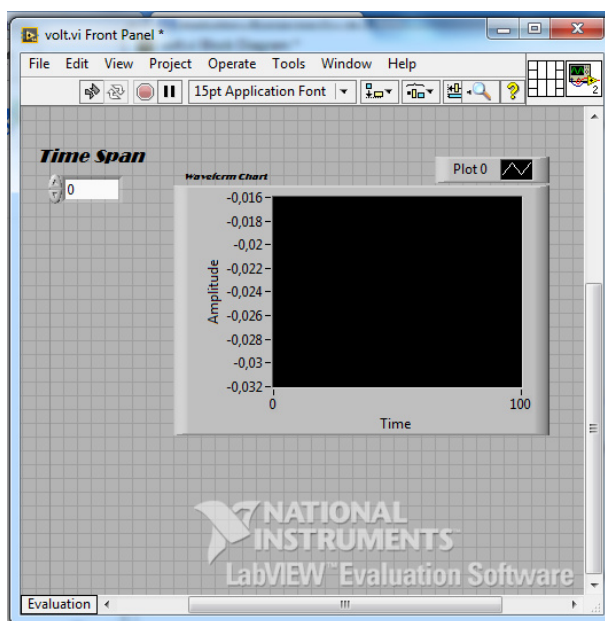 volt.vi Front Panel *
File Edit View Project Operate Tools Window Help
15pt Application Font
2
Time Span
0
Waveform Chart
Plot 0
-0,016
-0,018
-0,02
-0,022
-0,024
-0,026
-0,028
-0,03
-0,032
Amplitude
0
100
Time
NATIONAL
INSTRUMENTS
LabVIEW™ Evaluation Software
Evaluation